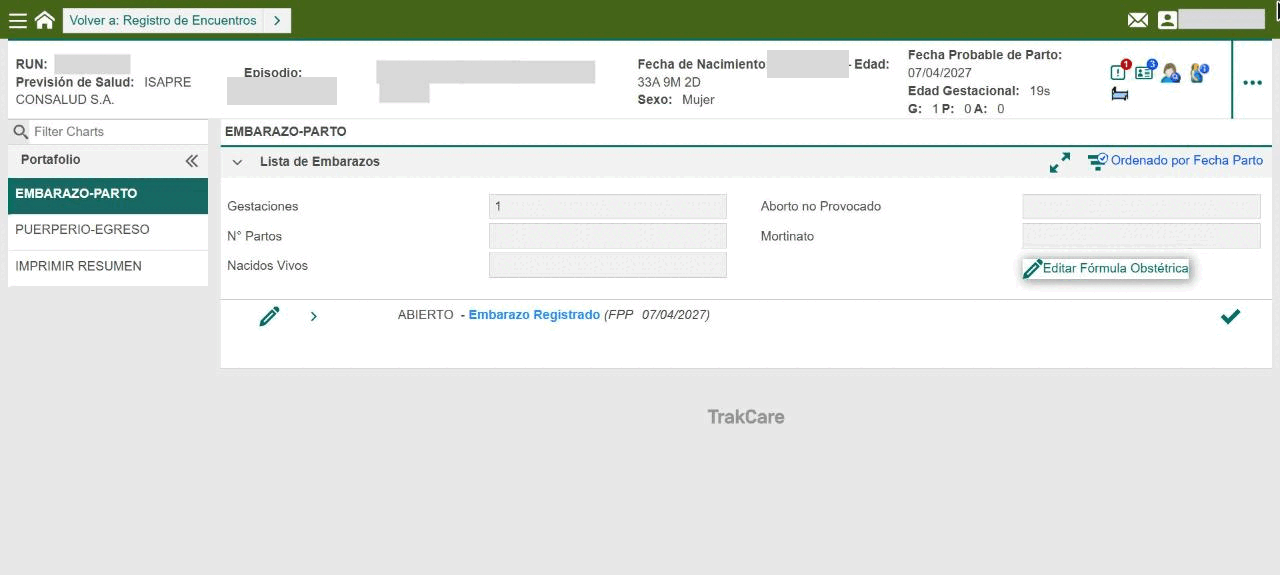 Volver a: Registro de Encuentros
RUN:
Previsión de Salud: ISAPRE
CONSALUD S.A.
Episodio:
Fecha de Nacimiento - Edad:
33A 9M 2D
Sexo: Mujer
Fecha Probable de Parto:
07/04/2027
Edad Gestacional: 19s
G: 1 P: 0 A: 0
1
3
Filter Charts
Portafolio
EMBARAZO-PARTO
PUERPERIO-EGRESO
IMPRIMIR RESUMEN
EMBARAZO-PARTO
Lista de Embarazos
Ordenado por Fecha Parto
Gestaciones 1
Aborto no Provocado
N° Partos
Mortinato
Nacidos Vivos
Editar Fórmula Obstétrica
ABIERTO - Embarazo Registrado (FPP 07/04/2027)
TrakCare